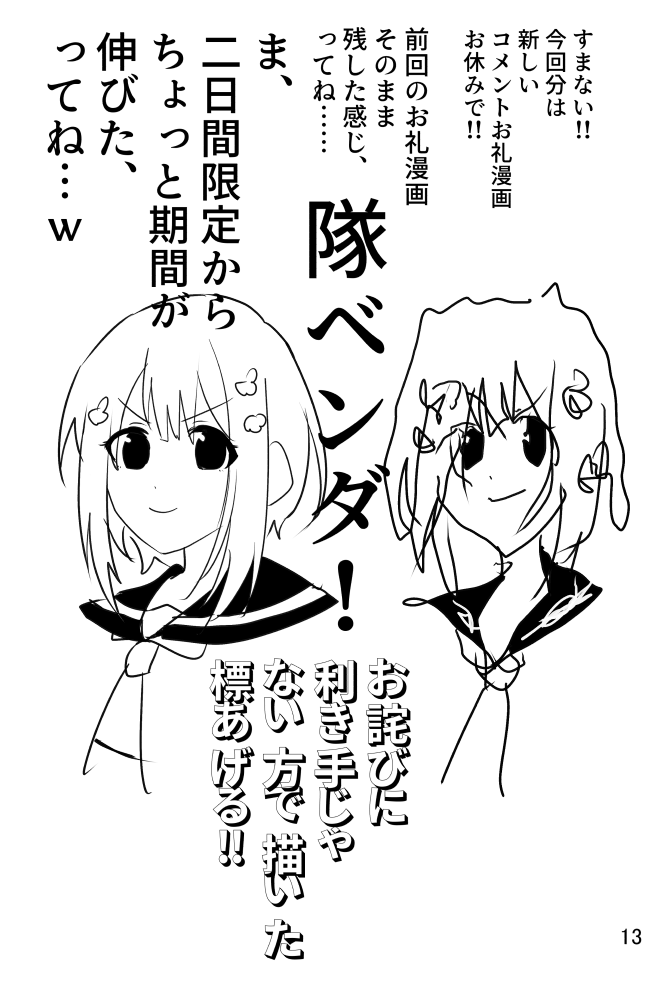 すまない!!
今回分は
新しい
コメントお礼漫画
お休みで!!
前回のお礼漫画
そのまま
残した感じ、
ってね……
ま、
二日間限定から
ちょっと期間が
伸びた、
ってね…w
隊ベンダ！
お詫びに
利き手じゃ
ない方で描いた
標あげる!!
13